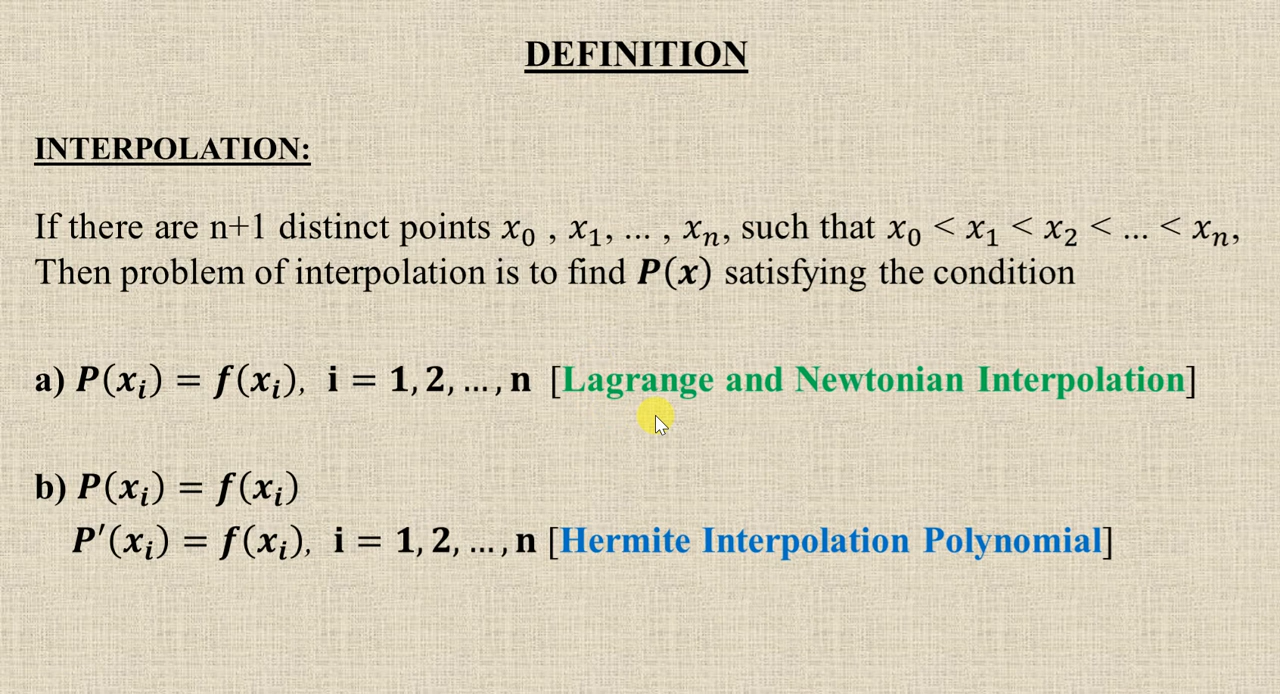 DEFINITION
INTERPOLATION:
If there are n+1 distinct points x₀ , x₁, ... , xₙ, such that x₀ < x₁ < x₂ < ... < xₙ,
Then problem of interpolation is to find P(x) satisfying the condition
a) P(xᵢ) = f(xᵢ), i = 1, 2, ... , n [Lagrange and Newtonian Interpolation]
b) P(xᵢ) = f(xᵢ)
P′(xᵢ) = f(xᵢ), i = 1, 2, ... , n [Hermite Interpolation Polynomial]